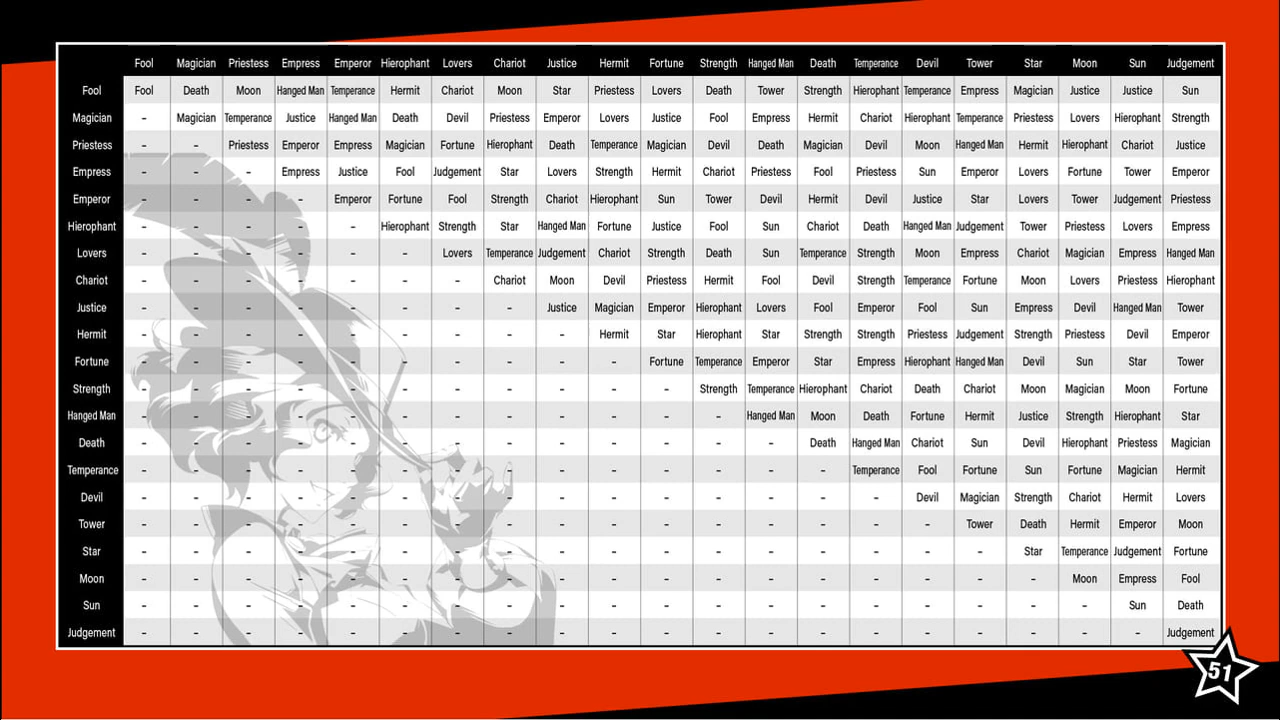 Fool Magician Priestess Empress Emperor Hierophant Lovers Chariot Justice Hermit Fortune Strength Hanged Man Death Temperance Devil Tower Star Moon Sun Judgement
Fool Fool Death Moon Hanged Man Temperance Hermit Chariot Moon Star Priestess Lovers Death Tower Strength Hierophant Temperance Empress Magician Justice Justice Sun
Magician - Magician Temperance Justice Hanged Man Death Devil Priestess Emperor Lovers Justice Fool Empress Hermit Chariot Hierophant Temperance Priestess Lovers Hierophant Strength
Priestess - - Priestess Emperor Empress Magician Fortune Hierophant Death Temperance Magician Devil Death Magician Devil Moon Hanged Man Hermit Hierophant Chariot Justice
Empress - - - Empress Justice Fool Judgement Star Lovers Strength Hermit Chariot Priestess Fool Priestess Sun Emperor Lovers Fortune Tower Emperor
Emperor - - - - Emperor Fortune Fool Strength Chariot Hierophant Sun Tower Devil Hermit Devil Justice Star Lovers Tower Judgement Priestess
Hierophant - - - - - Hierophant Strength Star Hanged Man Fortune Justice Fool Sun Chariot Death Hanged Man Judgement Tower Priestess Lovers Empress
Lovers - - - - - - Lovers Temperance Judgement Chariot Strength Death Sun Temperance Strength Moon Empress Chariot Magician Empress Hanged Man
Chariot - - - - - - - Chariot Moon Devil Priestess Hermit Fool Devil Strength Temperance Fortune Moon Lovers Priestess Hierophant
Justice - - - - - - - - Justice Magician Emperor Hierophant Lovers Fool Emperor Fool Sun Empress Devil Hanged Man Tower
Hermit - - - - - - - - - Hermit Star Hierophant Star Strength Strength Priestess Judgement Strength Priestess Devil Emperor
Fortune - - - - - - - - - - Fortune Temperance Emperor Star Empress Hierophant Hanged Man Devil Sun Star Tower
Strength - - - - - - - - - - - Strength Temperance Hierophant Chariot Death Chariot Moon Magician Moon Fortune
Hanged Man - - - - - - - - - - - - Hanged Man Moon Death Fortune Hermit Justice Strength Hierophant Star
Death - - - - - - - - - - - - - Death Hanged Man Chariot Sun Devil Hierophant Priestess Magician
Temperance - - - - - - - - - - - - - - Temperance Fool Fortune Sun Fortune Magician Hermit
Devil - - - - - - - - - - - - - - - Devil Magician Strength Chariot Hermit Lovers
Tower - - - - - - - - - - - - - - - - Tower Death Hermit Emperor Moon
Star - - - - - - - - - - - - - - - - - Star Temperance Judgement Fortune
Moon - - - - - - - - - - - - - - - - - - Moon Empress Fool
Sun - - - - - - - - - - - - - - - - - - - Sun Death
Judgement - - - - - - - - - - - - - - - - - - - - Judgement
51